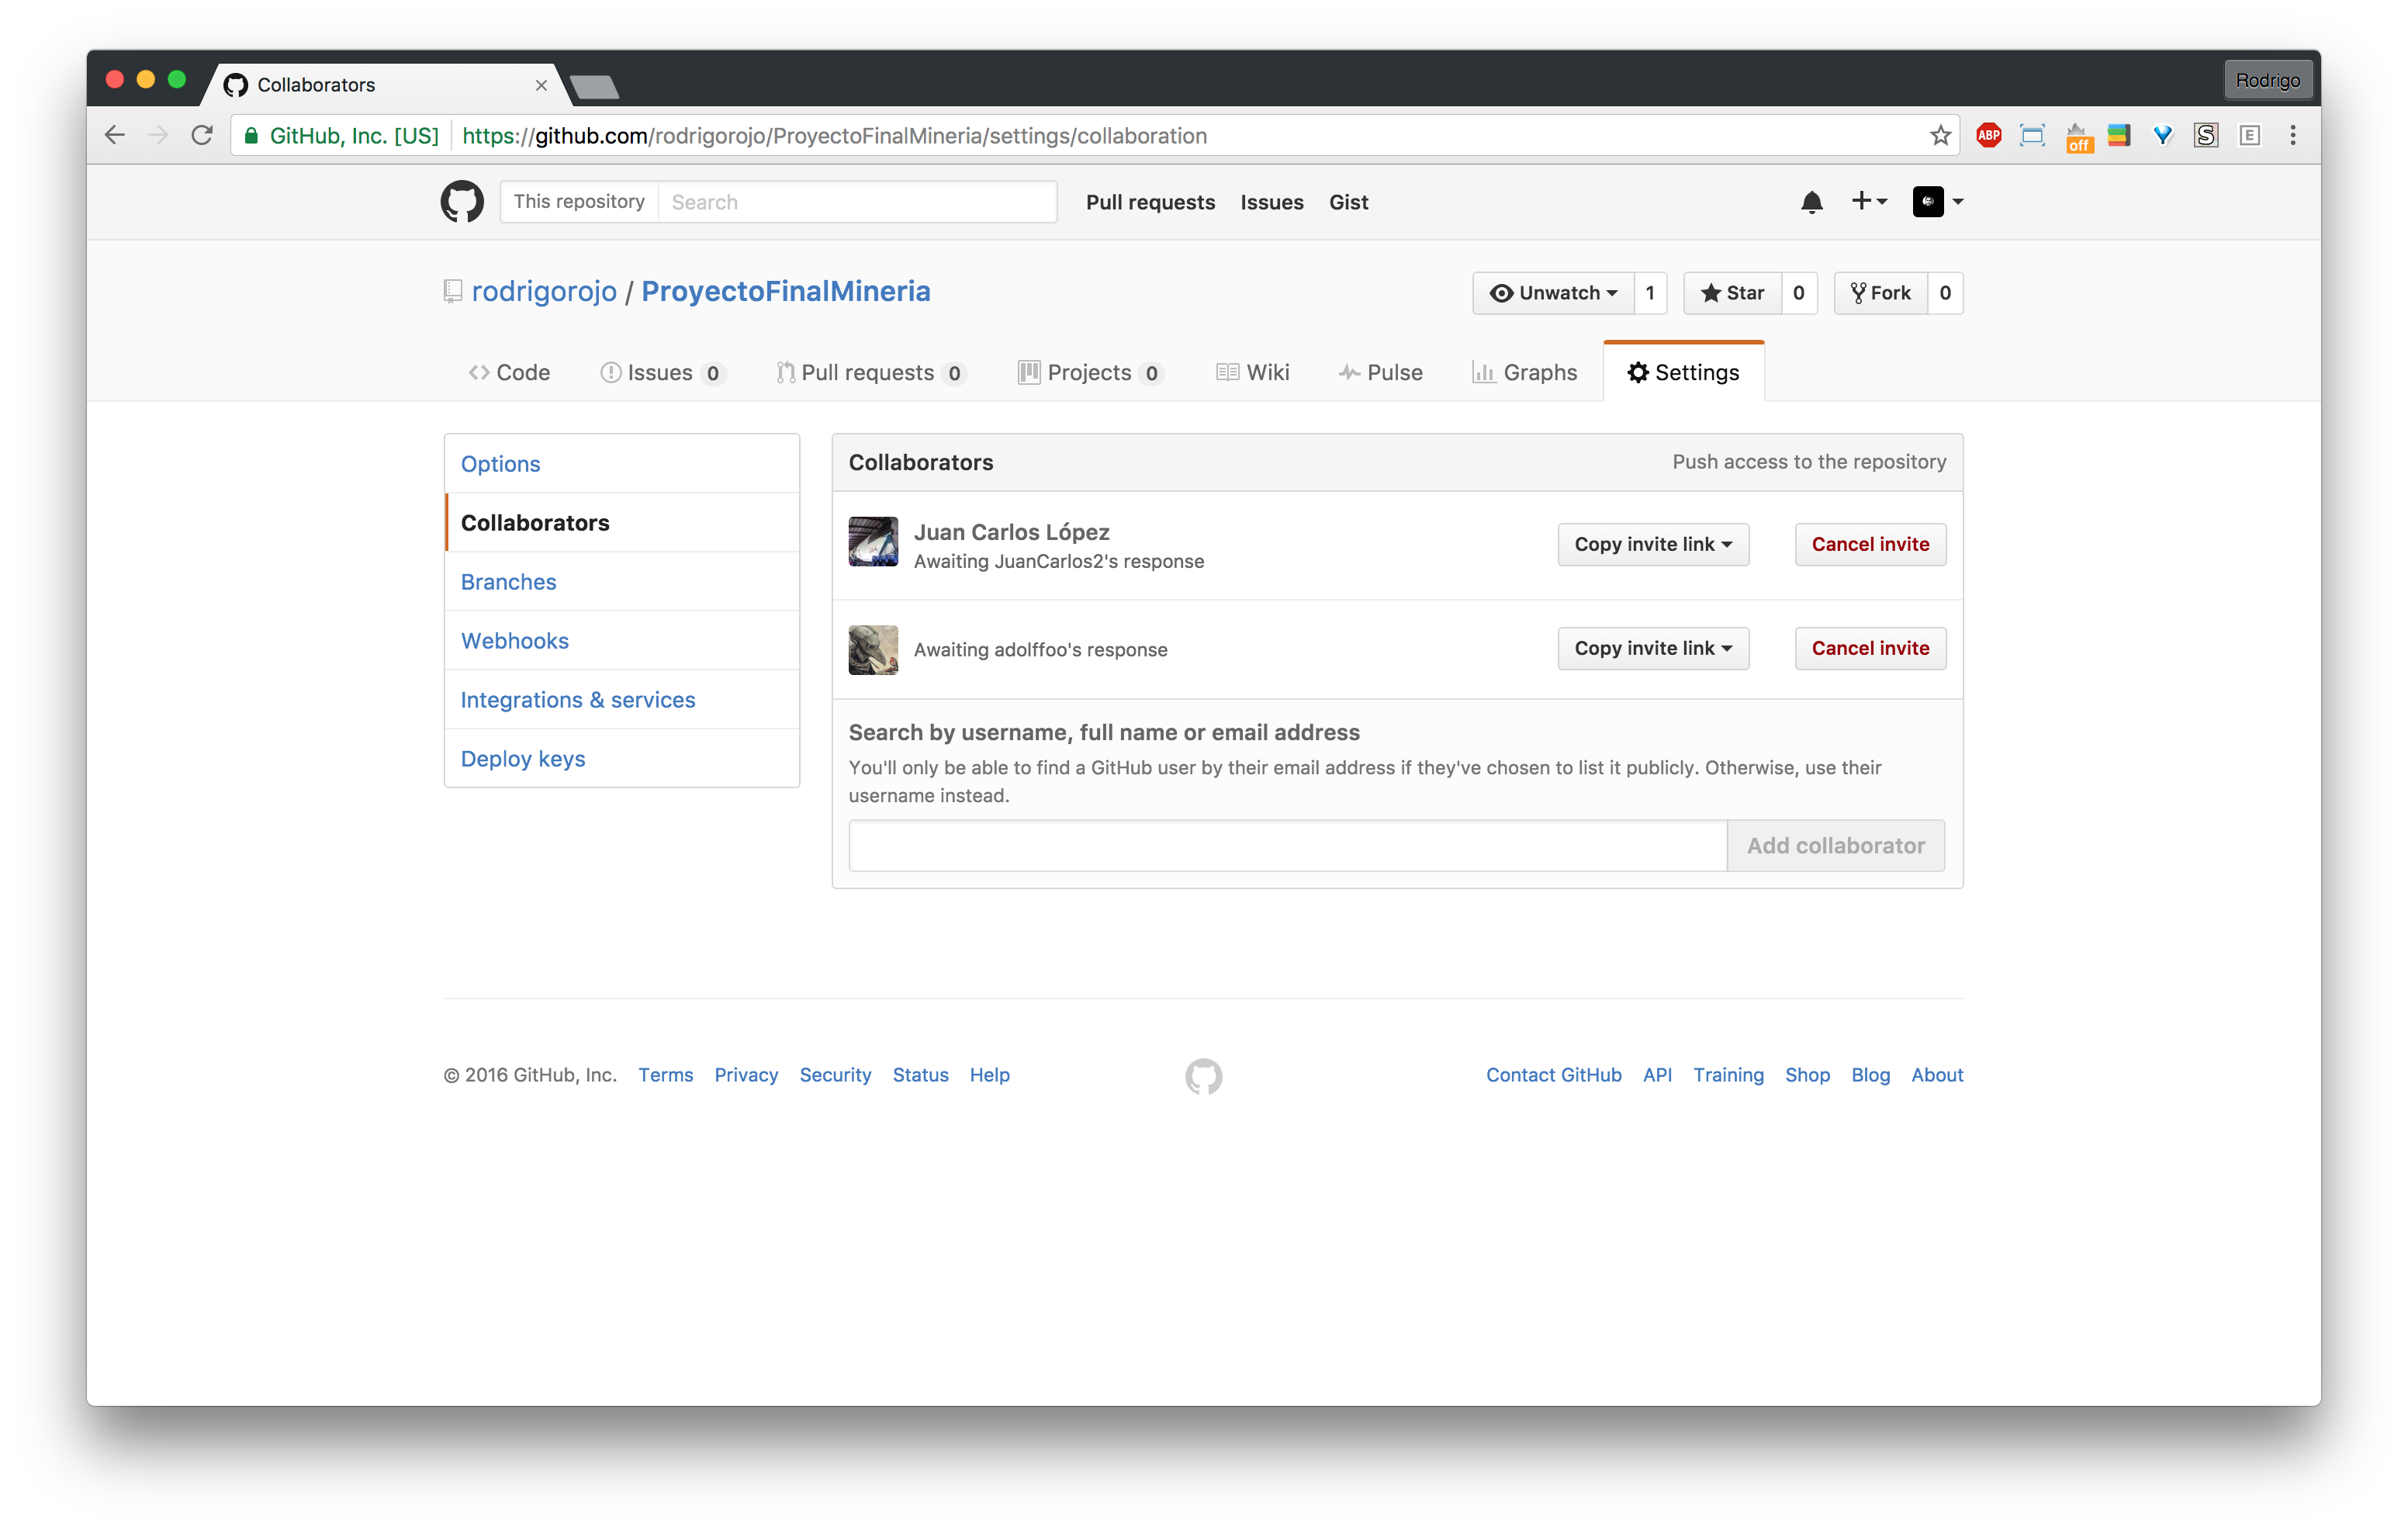 Collaborators
Rodrigo
GitHub, Inc. [US] https://github.com/rodrigorojo/ProyectoFinalMineria/settings/collaboration
ABP
off
S
E
This repository Search Pull requests Issues Gist
rodrigorojo / ProyectoFinalMineria Unwatch 1 Star 0 Fork 0
Code Issues 0 Pull requests 0 Projects 0 Wiki Pulse Graphs Settings
Options
Collaborators
Branches
Webhooks
Integrations & services
Deploy keys
Collaborators Push access to the repository
Juan Carlos López
Awaiting JuanCarlos2's response
Copy invite link Cancel invite
Awaiting adolffoo's response Copy invite link Cancel invite
Search by username, full name or email address
You'll only be able to find a GitHub user by their email address if they've chosen to list it publicly. Otherwise, use their
username instead.
Add collaborator
© 2016 GitHub, Inc. Terms Privacy Security Status Help Contact GitHub API Training Shop Blog About